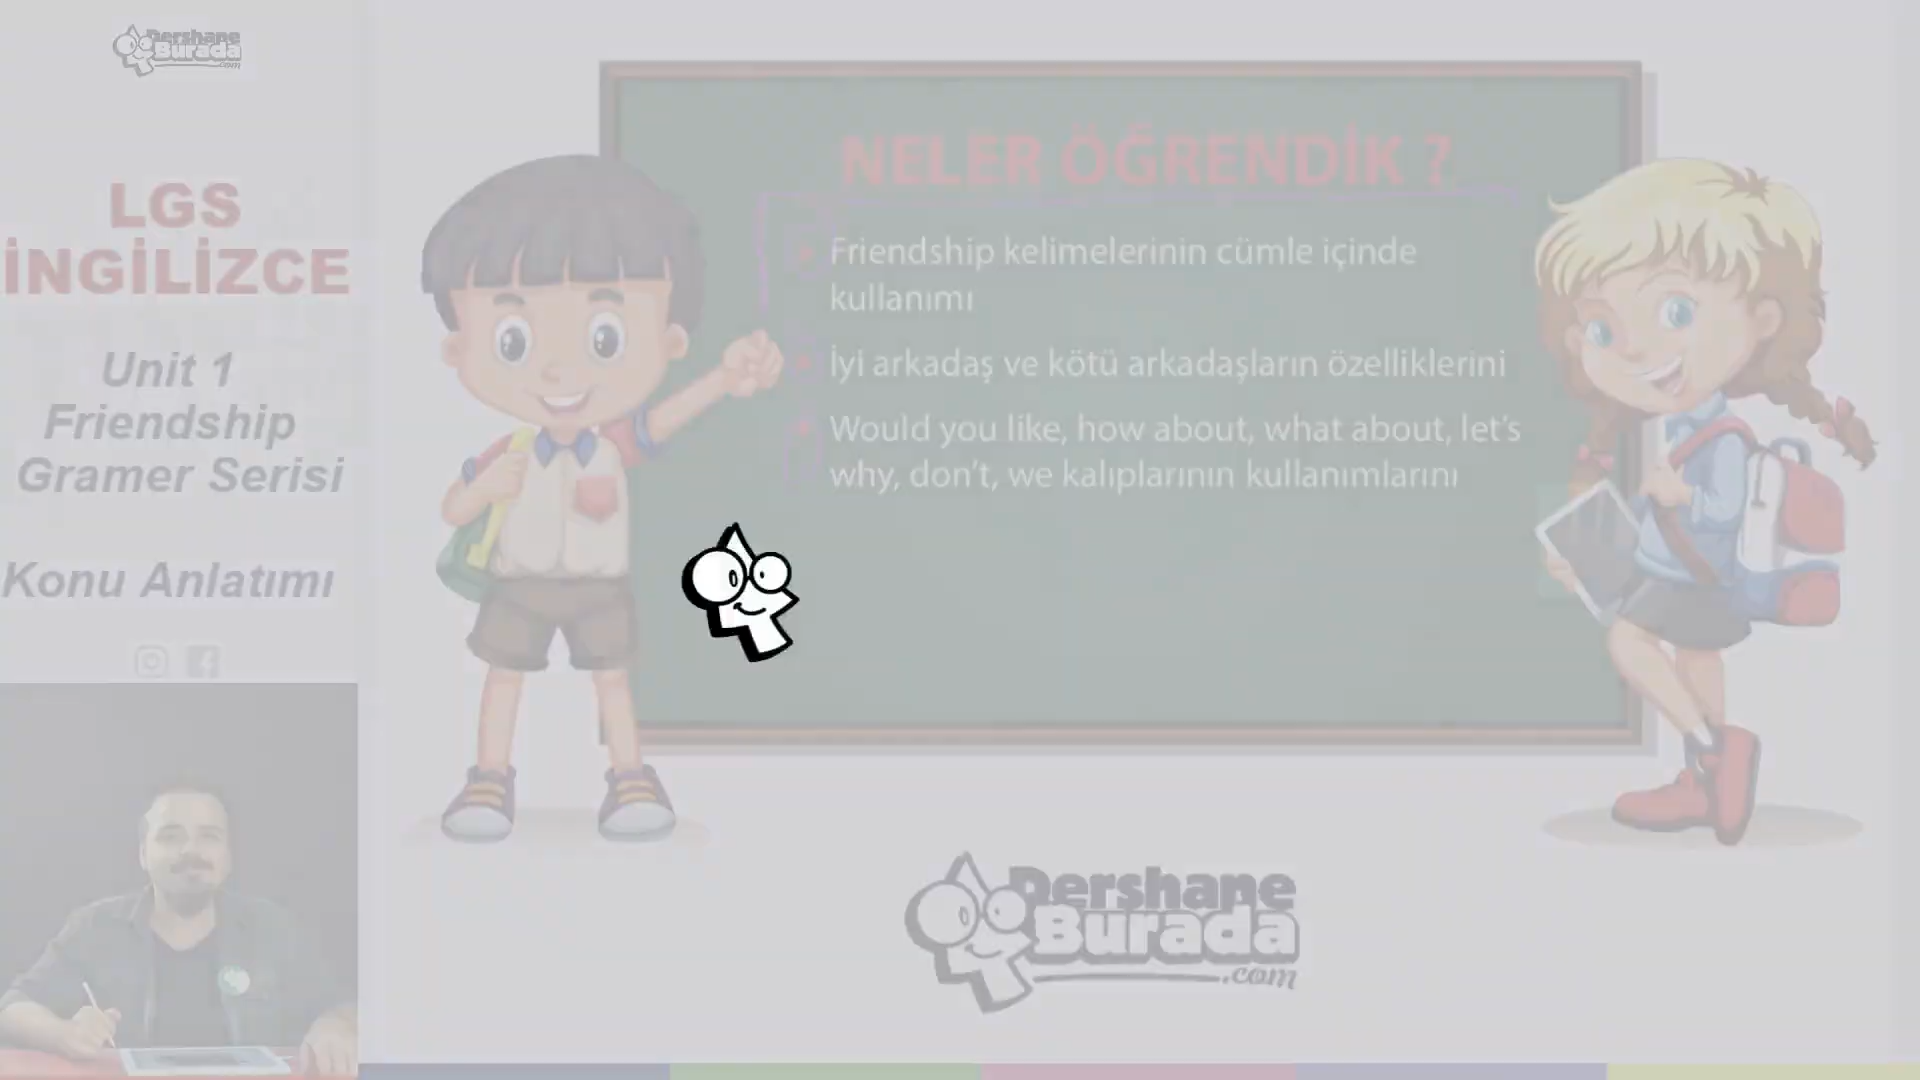 Dershane
Burada
.com
LGS
İNGİLİZCE
Unit 1
Friendship
Gramer Serisi
Konu Anlatımı
NELER ÖĞRENDİK ?
Friendship kelimelerinin cümle içinde
kullanımı
İyi arkadaş ve kötü arkadaşların özelliklerini
Would you like, how about, what about, let's
why, don't, we kalıplarının kullanımlarını
Dershane
Burada
.com